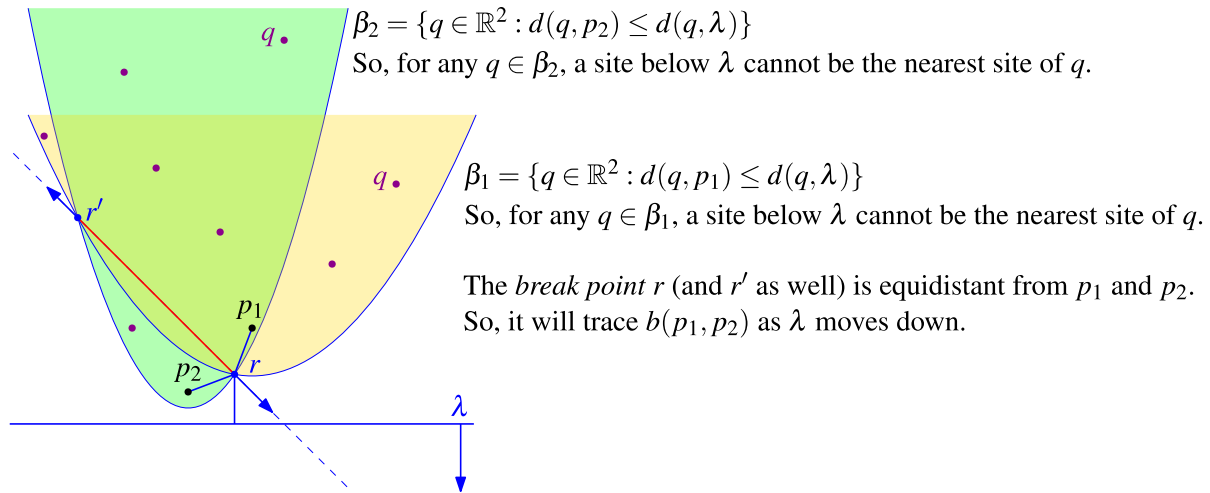 β₂ = {q ∈ ℝ² : d(q, p₂) ≤ d(q, λ)}
So, for any q ∈ β₂, a site below λ cannot be the nearest site of q.
q
β₁ = {q ∈ ℝ² : d(q, p₁) ≤ d(q, λ)}
q
So, for any q ∈ β₁, a site below λ cannot be the nearest site of q.
r′
The break point r (and r′ as well) is equidistant from p₁ and p₂.
So, it will trace b(p₁, p₂) as λ moves down.
p₁
p₂
r
λ